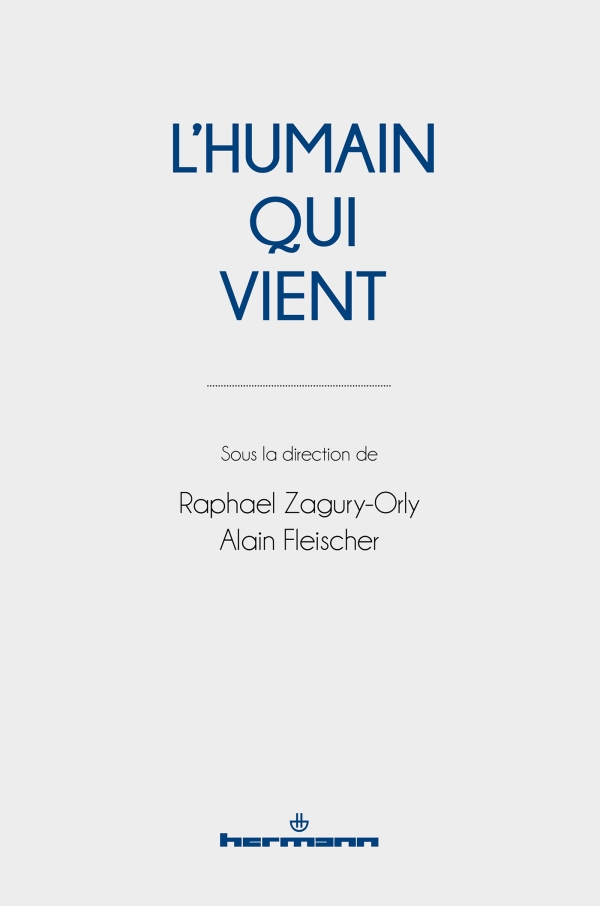 L'HUMAIN
QUI
VIENT
Sous la direction de
Raphael Zagury-Orly
Alain Fleischer
hermann